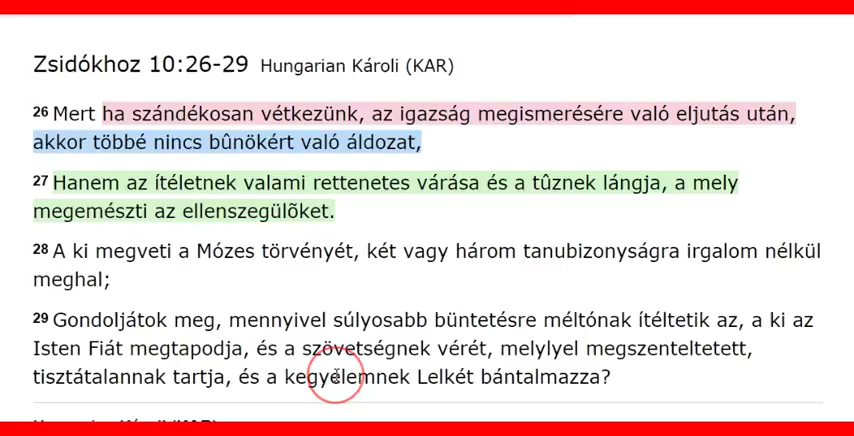 Zsidókhoz 10:26-29 Hungarian Károli (KAR)
26 Mert ha szándékosan vétkezünk, az igazság megismerésére való eljutás után,
akkor többé nincs bûnökért való áldozat,
27 Hanem az ítéletnek valami rettenetes várása és a tûznek lángja, a mely
megemészti az ellenszegülõket.
28 A ki megveti a Mózes törvényét, két vagy három tanubizonyságra irgalom nélkül
meghal;
29 Gondoljátok meg, mennyivel súlyosabb büntetésre méltónak ítéltetik az, a ki az
Isten Fiát megtapodja, és a szövetségnek vérét, melylyel megszenteltetett,
tisztátalannak tartja, és a kegyelemnek Lelkét bántalmazza?